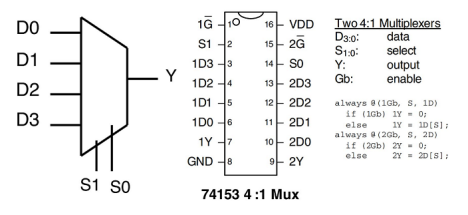 D0
D1
D2
D3
Y
S1 S0
1G 1 16 VDD
S1 2 15 2G
1D3 3 14 S0
1D2 4 13 2D3
1D1 5 12 2D2
1D0 6 11 2D1
1Y 7 10 2D0
GND 8 9 2Y
74153 4 :1 Mux
Two 4:1 Multiplexers
D3:0: data
S1:0: select
Y: output
Gb: enable
always @(1Gb, S, 1D)
if (1Gb) 1Y = 0;
else 1Y = 1D[S];
always @(2Gb, S, 2D)
if (2Gb) 2Y = 0;
else 2Y = 2D[S];